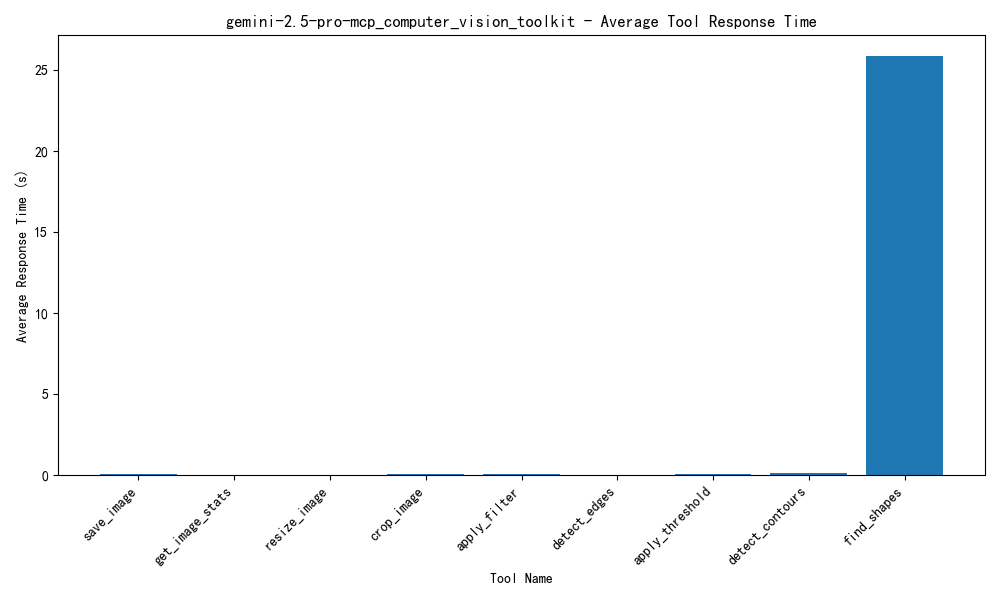 gemini-2.5-pro-mcp_computer_vision_toolkit - Average Tool Response Time
Average Response Time (s)
25
20
15
10
5
0
save_image
get_image_stats
resize_image
crop_image
apply_filter
detect_edges
apply_threshold
detect_contours
find_shapes
Tool Name